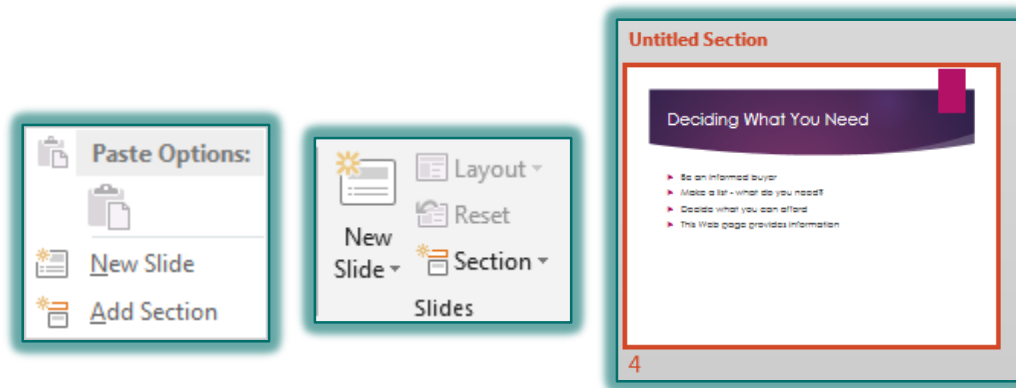 Paste Options:
New Slide
Add Section
New
Slide
Layout
Reset
Section
Slides
Untitled Section
Deciding What You Need
Be an informed buyer
Make a list - what do you need?
Decide what you can afford
This Web page provides information
4